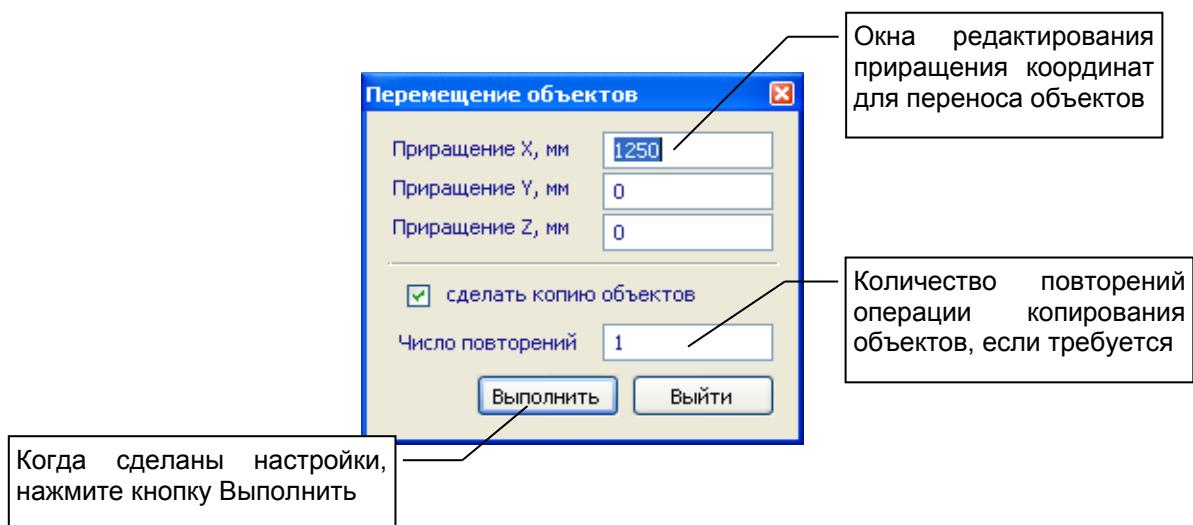 Окна редактирования
приращения координат
для переноса объектов
Перемещение объектов
Приращение X, мм 1250
Приращение Y, мм 0
Приращение Z, мм 0
сделать копию объектов
Число повторений 1
Количество повторений
операции копирования
объектов, если требуется
Выполнить Выйти
Когда сделаны настройки,
нажмите кнопку Выполнить